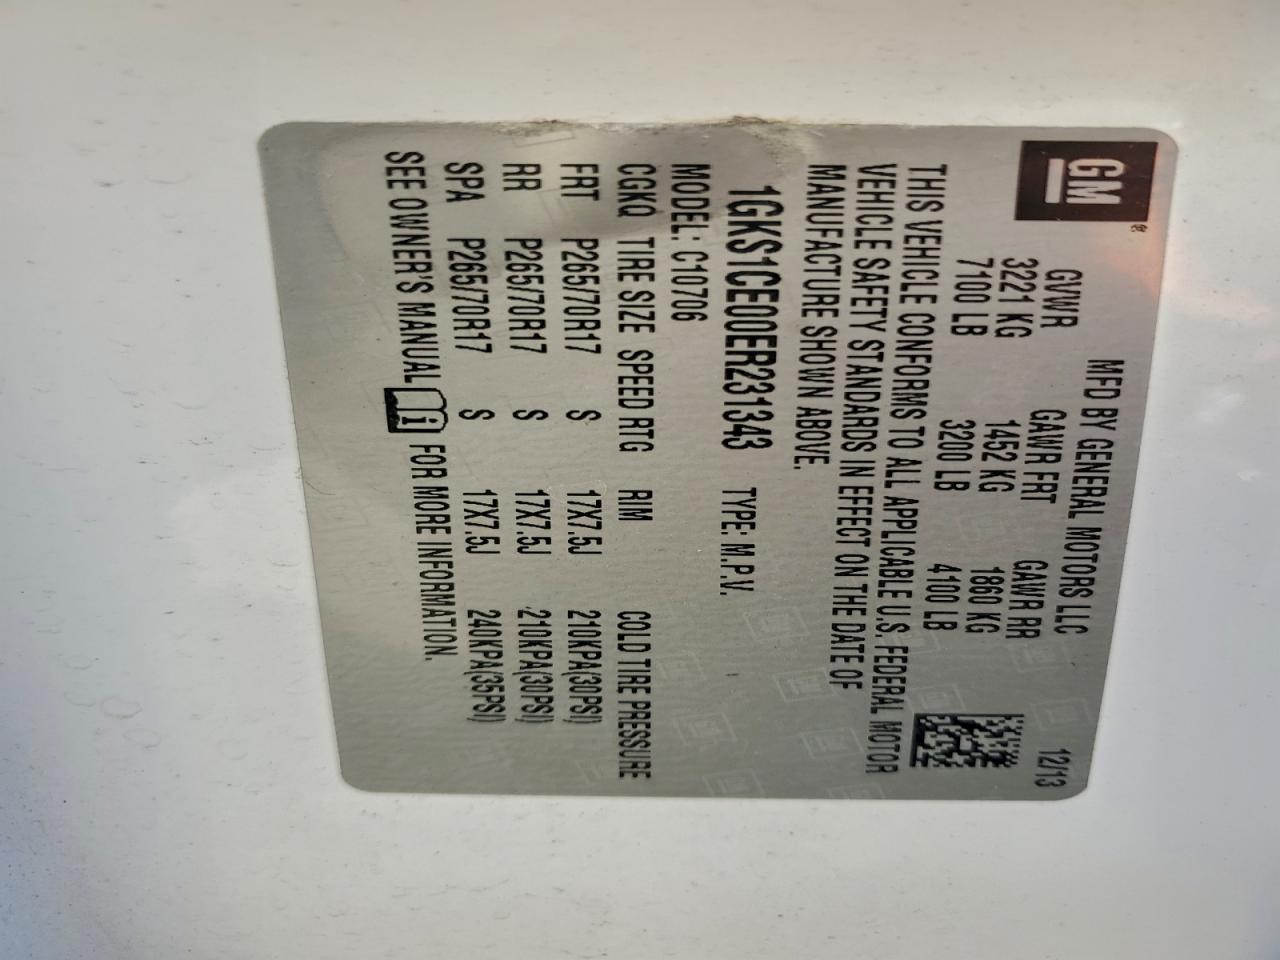 GM
MFD BY GENERAL MOTORS LLC 12/13
GVWR GAWR FRT GAWR RR
3221 KG 1452 KG 1860 KG
7100 LB 3200 LB 4100 LB
THIS VEHICLE CONFORMS TO ALL APPLICABLE U.S. FEDERAL MOTOR
VEHICLE SAFETY STANDARDS IN EFFECT ON THE DATE OF
MANUFACTURE SHOWN ABOVE.
1GKS1CE00ER231343 TYPE: M.P.V.
MODEL: C10706
CGKQ TIRE SIZE SPEED RTG RIM COLD TIRE PRESSURE
FRT P265/70R17 S 17X7.5J 210KPA(30PSI)
RR P265/70R17 S 17X7.5J 210KPA(30PSI)
SPA P265/70R17 S 17X7.5J 240KPA(35PSI)
SEE OWNER'S MANUAL i FOR MORE INFORMATION.